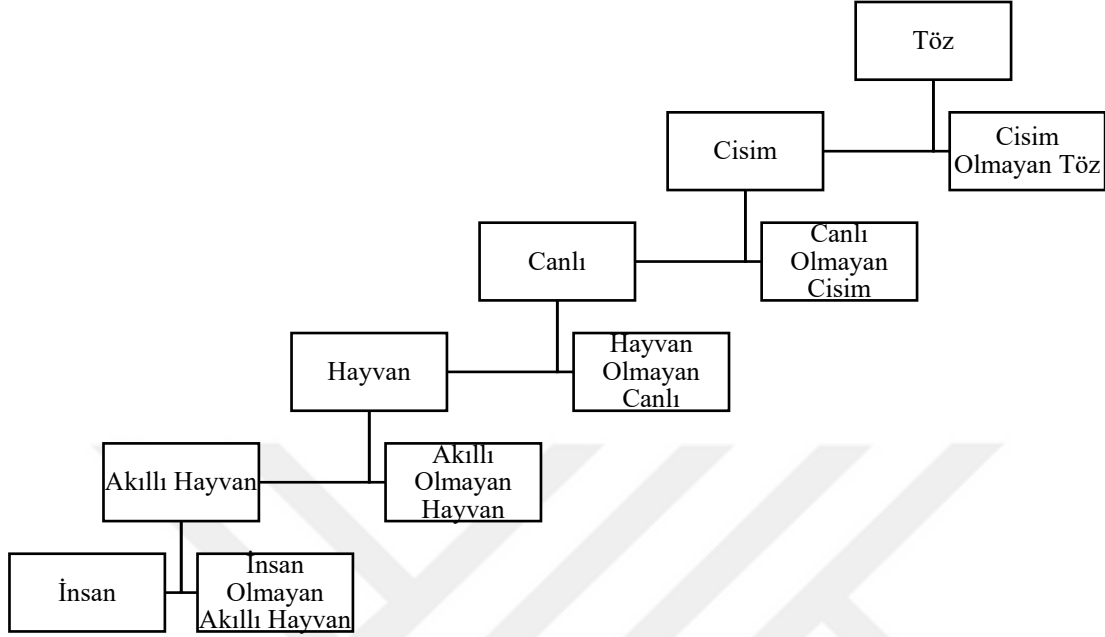 Töz
Cisim
Cisim
Olmayan Töz
Canlı
Canlı
Olmayan
Cisim
Hayvan
Hayvan
Olmayan
Canlı
Akıllı Hayvan
Akıllı
Olmayan
Hayvan
İnsan
İnsan
Olmayan
Akıllı Hayvan